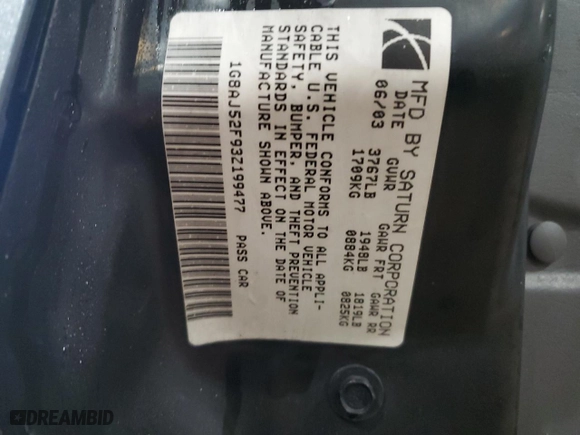 MFD BY SATURN CORPORATION
DATE GVWR GAWR FRT GAWR RR
06/03 3767LB 1948LB 1819LB
1709KG 0884KG 0825KG
THIS VEHICLE CONFORMS TO ALL APPLI-
CABLE U.S. FEDERAL MOTOR VEHICLE
SAFETY, BUMPER, AND THEFT PREVENTION
STANDARDS IN EFFECT ON THE DATE OF
MANUFACTURE SHOWN ABOVE.
1G8AJ52F93Z199477 PASS CAR
DREAMBID